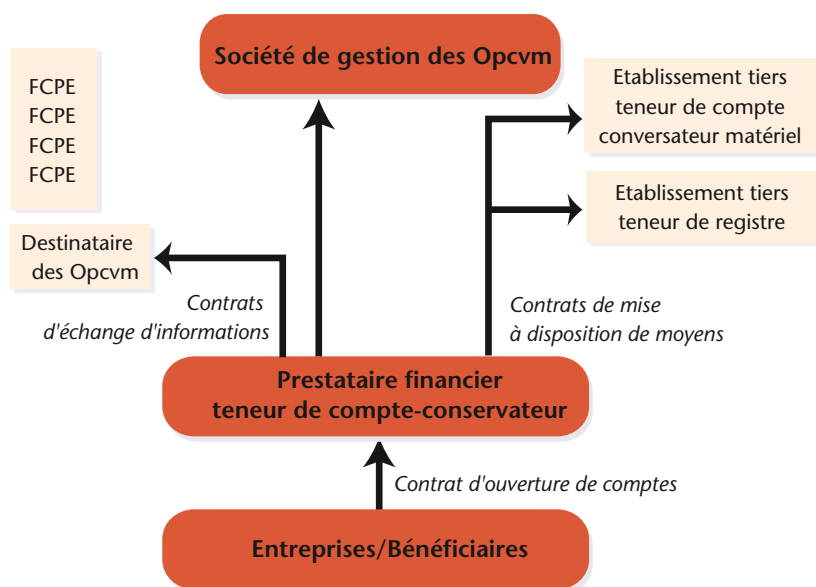 Société de gestion des Opcvm
FCPE
FCPE
FCPE
FCPE
Etablissement tiers
teneur de compte
conversateur matériel
Etablissement tiers
teneur de registre
Destinataire
des Opcvm
Contrats
d'échange d'informations
Contrats de mise
à disposition de moyens
Prestataire financier
teneur de compte-conservateur
Contrat d'ouverture de comptes
Entreprises/Bénéficiaires